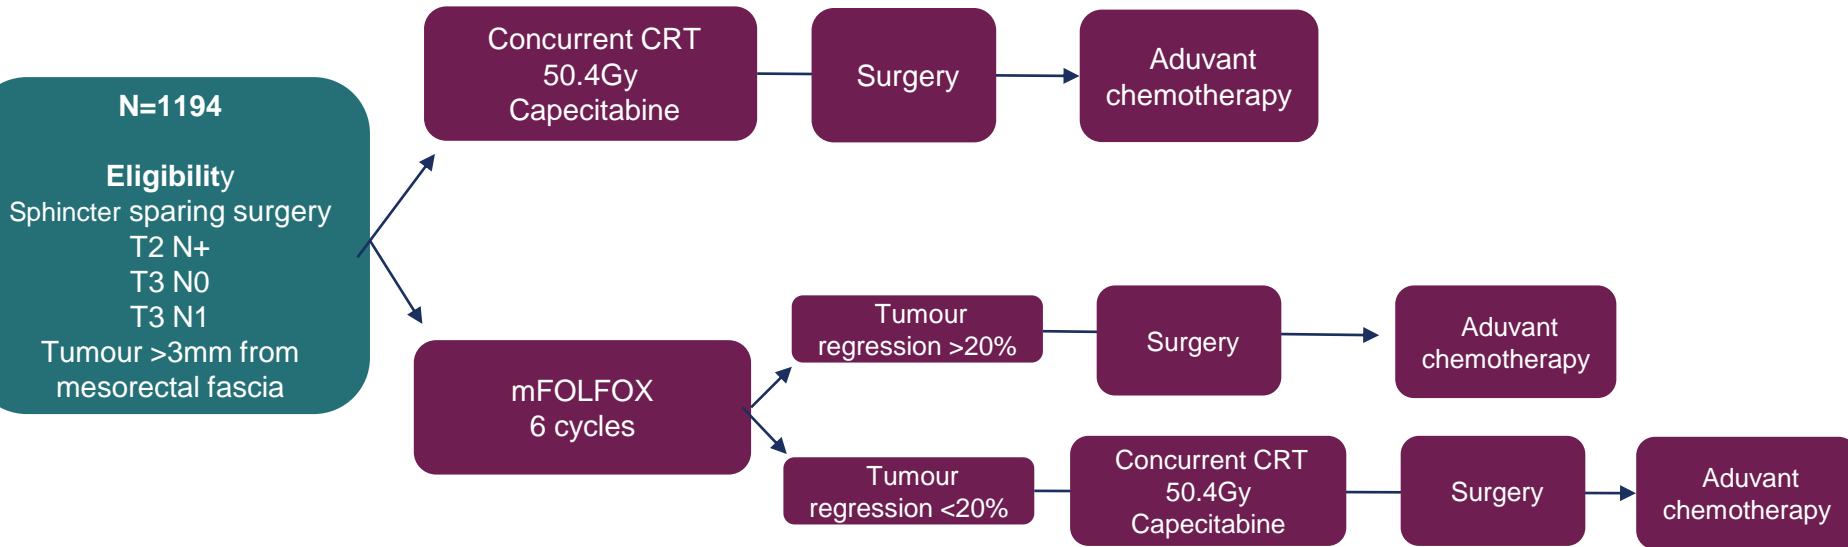 N=1194
Eligibility
Sphincter sparing surgery
T2 N+
T3 N0
T3 N1
Tumour >3mm from
mesorectal fascia
Concurrent CRT
50.4Gy
Capecitabine
Surgery
Aduvant
chemotherapy
mFOLFOX
6 cycles
Tumour
regression >20%
Surgery
Aduvant
chemotherapy
Tumour
regression <20%
Concurrent CRT
50.4Gy
Capecitabine
Surgery
Aduvant
chemotherapy